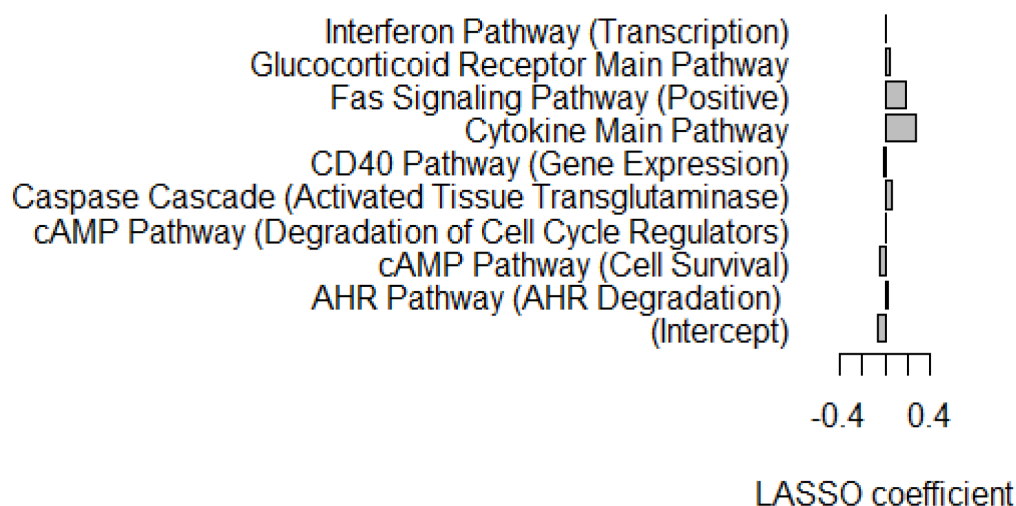 Interferon Pathway (Transcription)
Glucocorticoid Receptor Main Pathway
Fas Signaling Pathway (Positive)
Cytokine Main Pathway
CD40 Pathway (Gene Expression)
Caspase Cascade (Activated Tissue Transglutaminase)
cAMP Pathway (Degradation of Cell Cycle Regulators)
cAMP Pathway (Cell Survival)
AHR Pathway (AHR Degradation)
(Intercept)
-0.4 0.4
LASSO coefficient